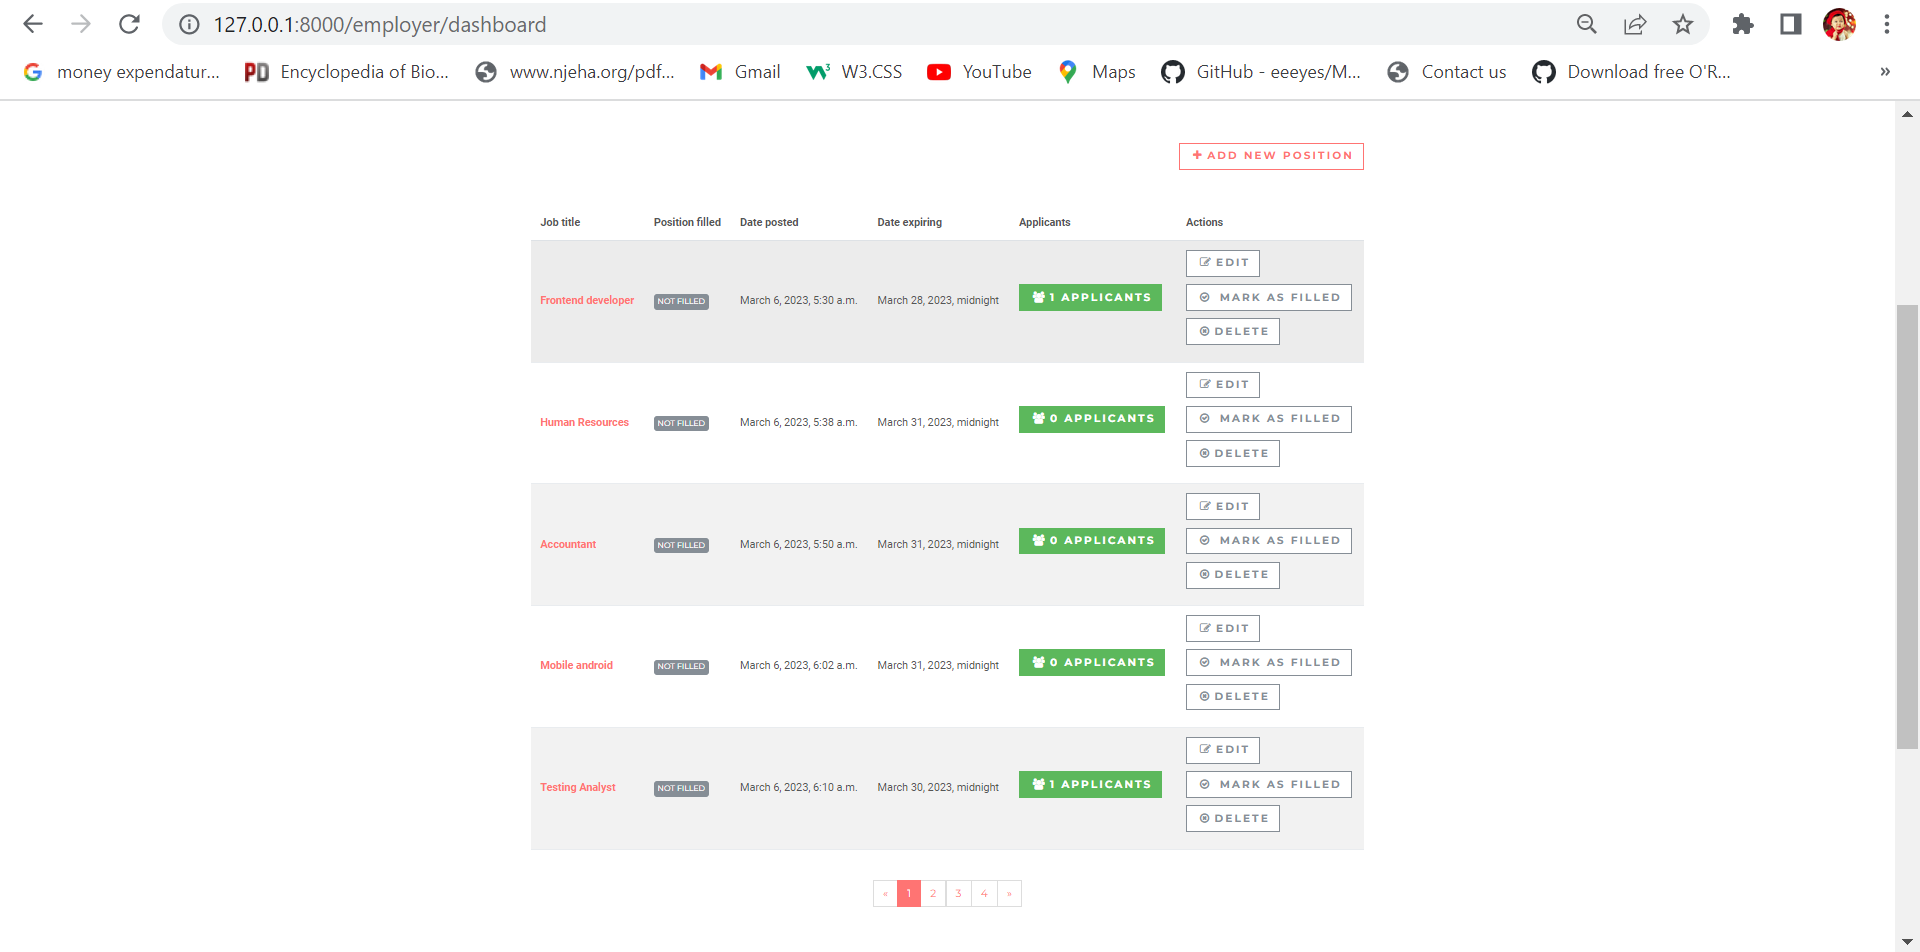 127.0.0.1:8000/employer/dashboard
money expendatur... PD Encyclopedia of Bio... www.njeha.org/pdf... Gmail W3.CSS YouTube Maps GitHub - eeeyes/M... Contact us Download free O'R... »
+ ADD NEW POSITION
Job title Position filled Date posted Date expiring Applicants Actions
EDIT
Frontend developer NOT FILLED March 6, 2023, 5:30 a.m. March 28, 2023, midnight 1 APPLICANTS MARK AS FILLED
DELETE
EDIT
Human Resources NOT FILLED March 6, 2023, 5:38 a.m. March 31, 2023, midnight 0 APPLICANTS MARK AS FILLED
DELETE
EDIT
Accountant NOT FILLED March 6, 2023, 5:50 a.m. March 31, 2023, midnight 0 APPLICANTS MARK AS FILLED
DELETE
EDIT
Mobile android NOT FILLED March 6, 2023, 6:02 a.m. March 31, 2023, midnight 0 APPLICANTS MARK AS FILLED
DELETE
EDIT
Testing Analyst NOT FILLED March 6, 2023, 6:10 a.m. March 30, 2023, midnight 1 APPLICANTS MARK AS FILLED
DELETE
« 1 2 3 4 »